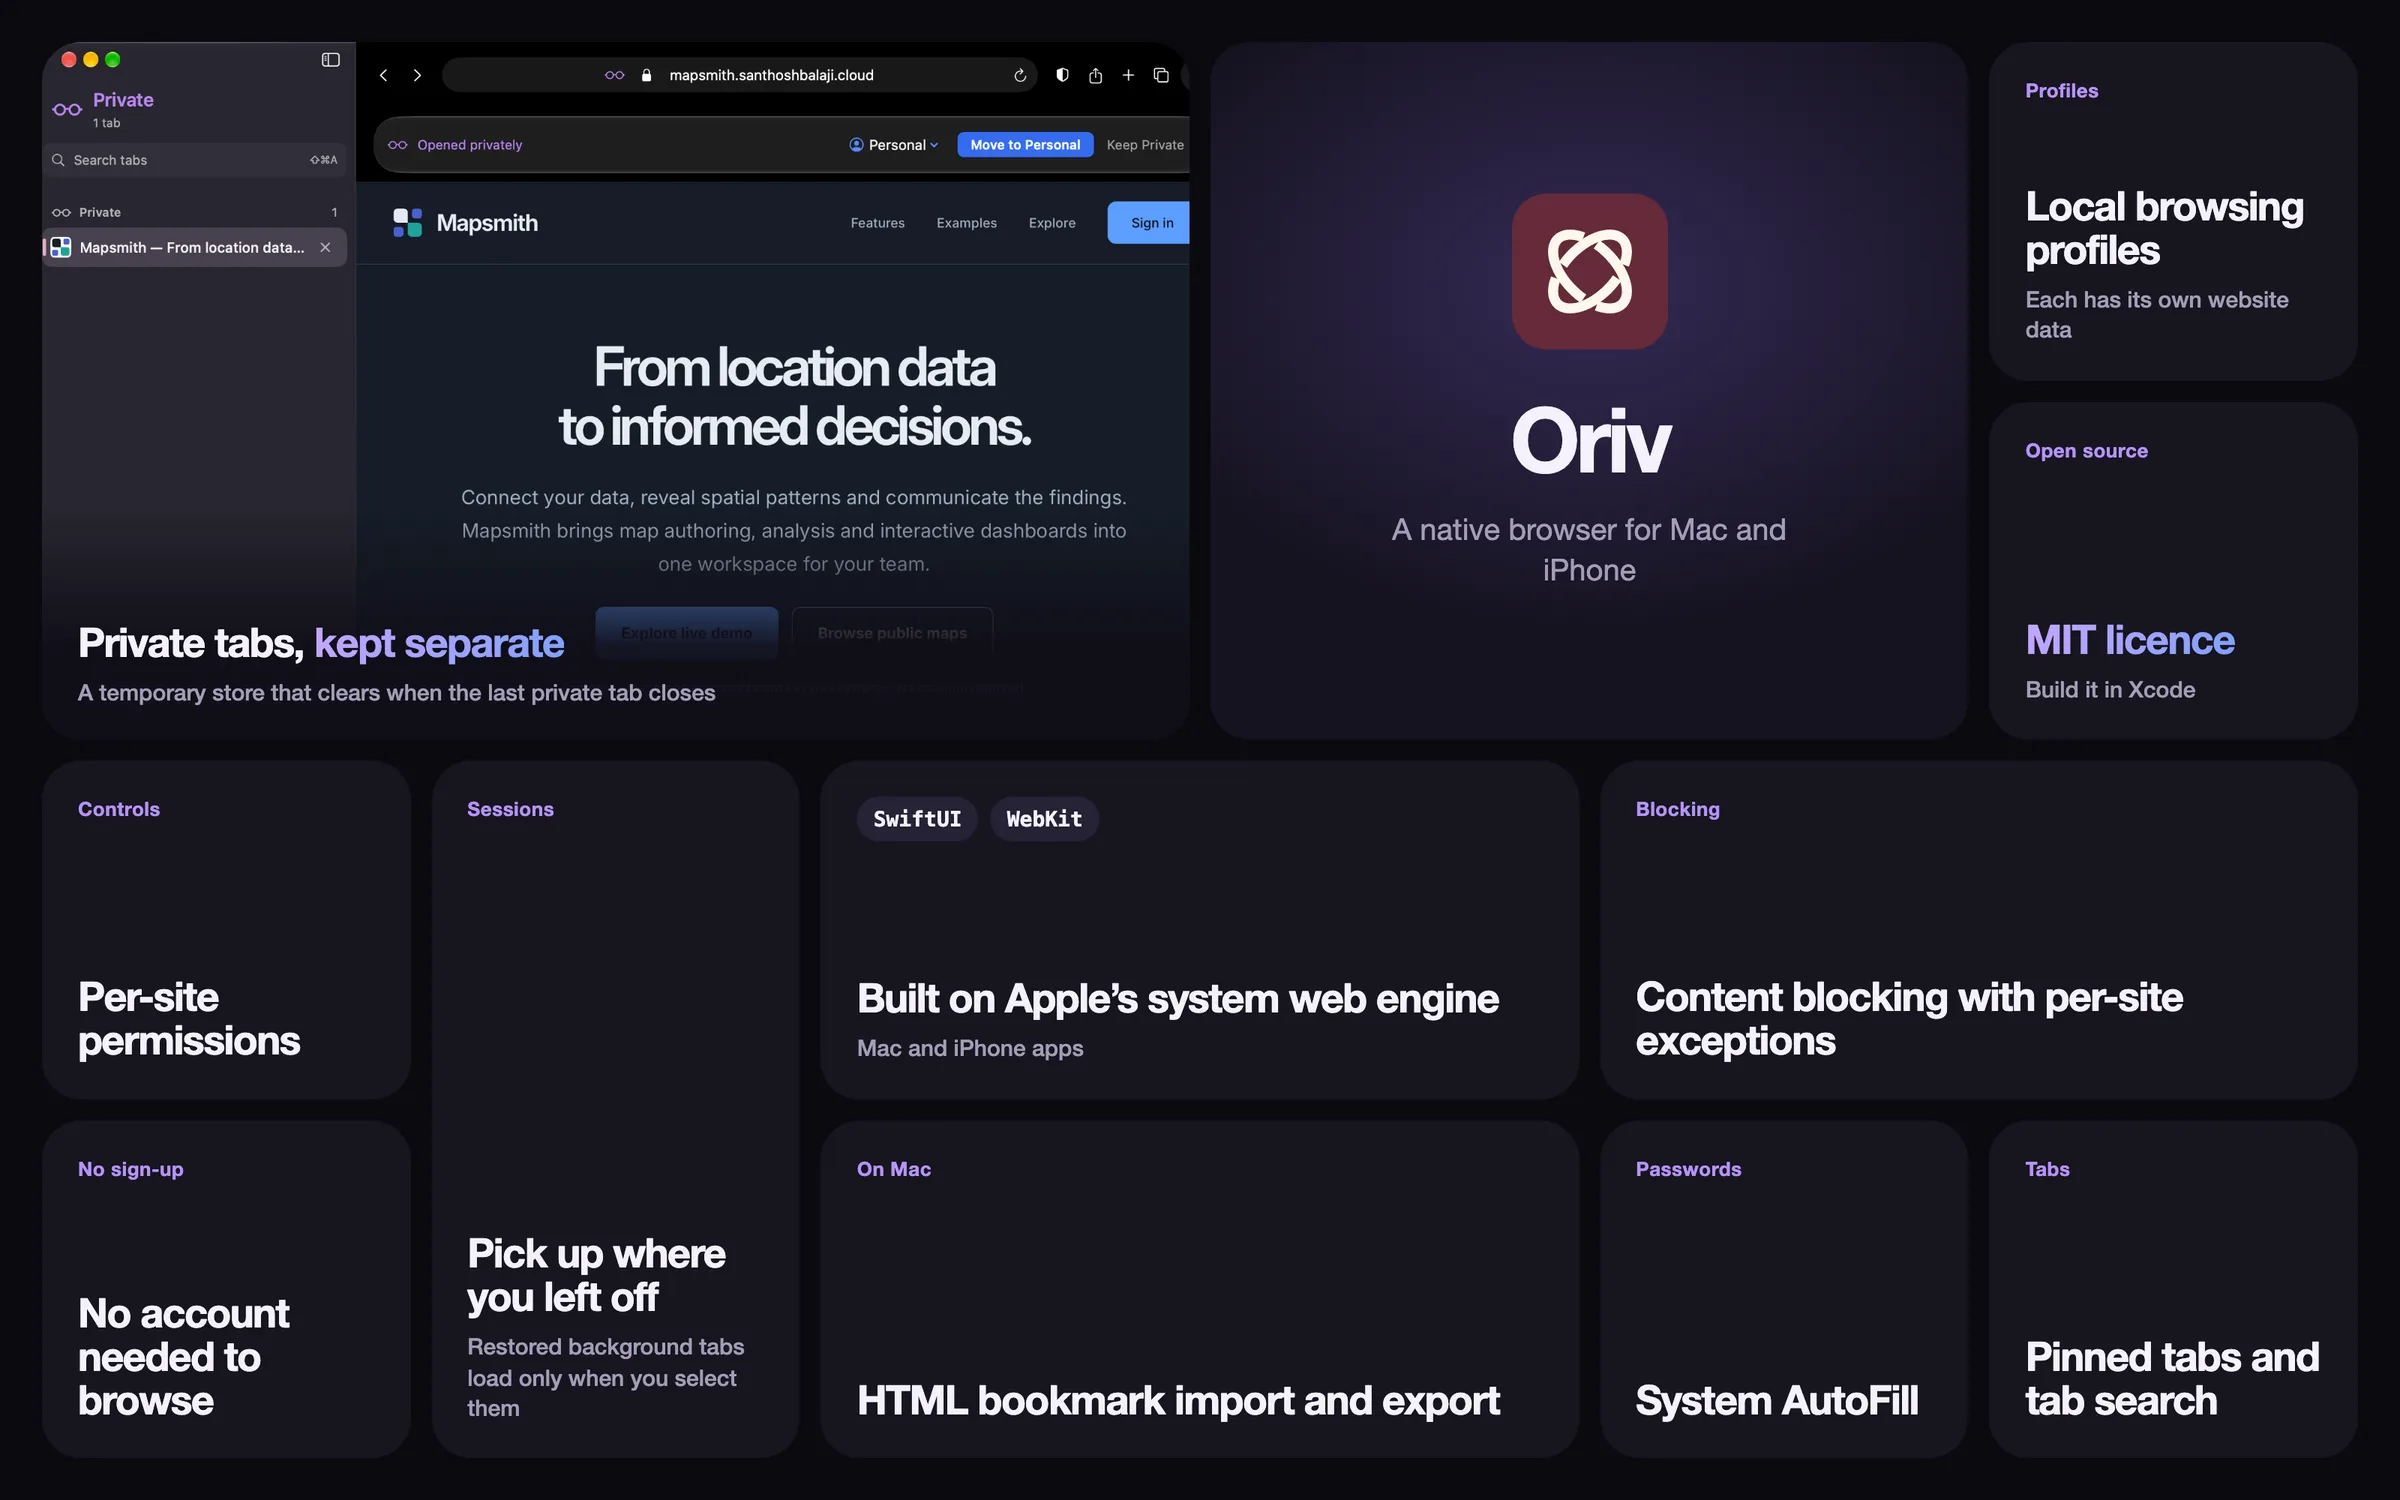 Private
1 tab
Search tabs ⇧⌘A
Private 1
Mapsmith — From location data...
mapsmith.santhoshbalaji.cloud
Opened privately Personal Move to Personal Keep Private
Mapsmith Features Examples Explore Sign in
From location data
to informed decisions.
Connect your data, reveal spatial patterns and communicate the findings.
Mapsmith brings map authoring, analysis and interactive dashboards into
one workspace for your team.
Explore live demo Browse public maps
Private tabs, kept separate
A temporary store that clears when the last private tab closes
Oriv
A native browser for Mac and
iPhone
Profiles
Local browsing
profiles
Each has its own website
data
Open source
MIT licence
Build it in Xcode
Controls
Per-site
permissions
Sessions
Pick up where
you left off
Restored background tabs
load only when you select
them
SwiftUI WebKit
Built on Apple’s system web engine
Mac and iPhone apps
Blocking
Content blocking with per-site
exceptions
No sign-up
No account
needed to
browse
On Mac
HTML bookmark import and export
Passwords
System AutoFill
Tabs
Pinned tabs and
tab search